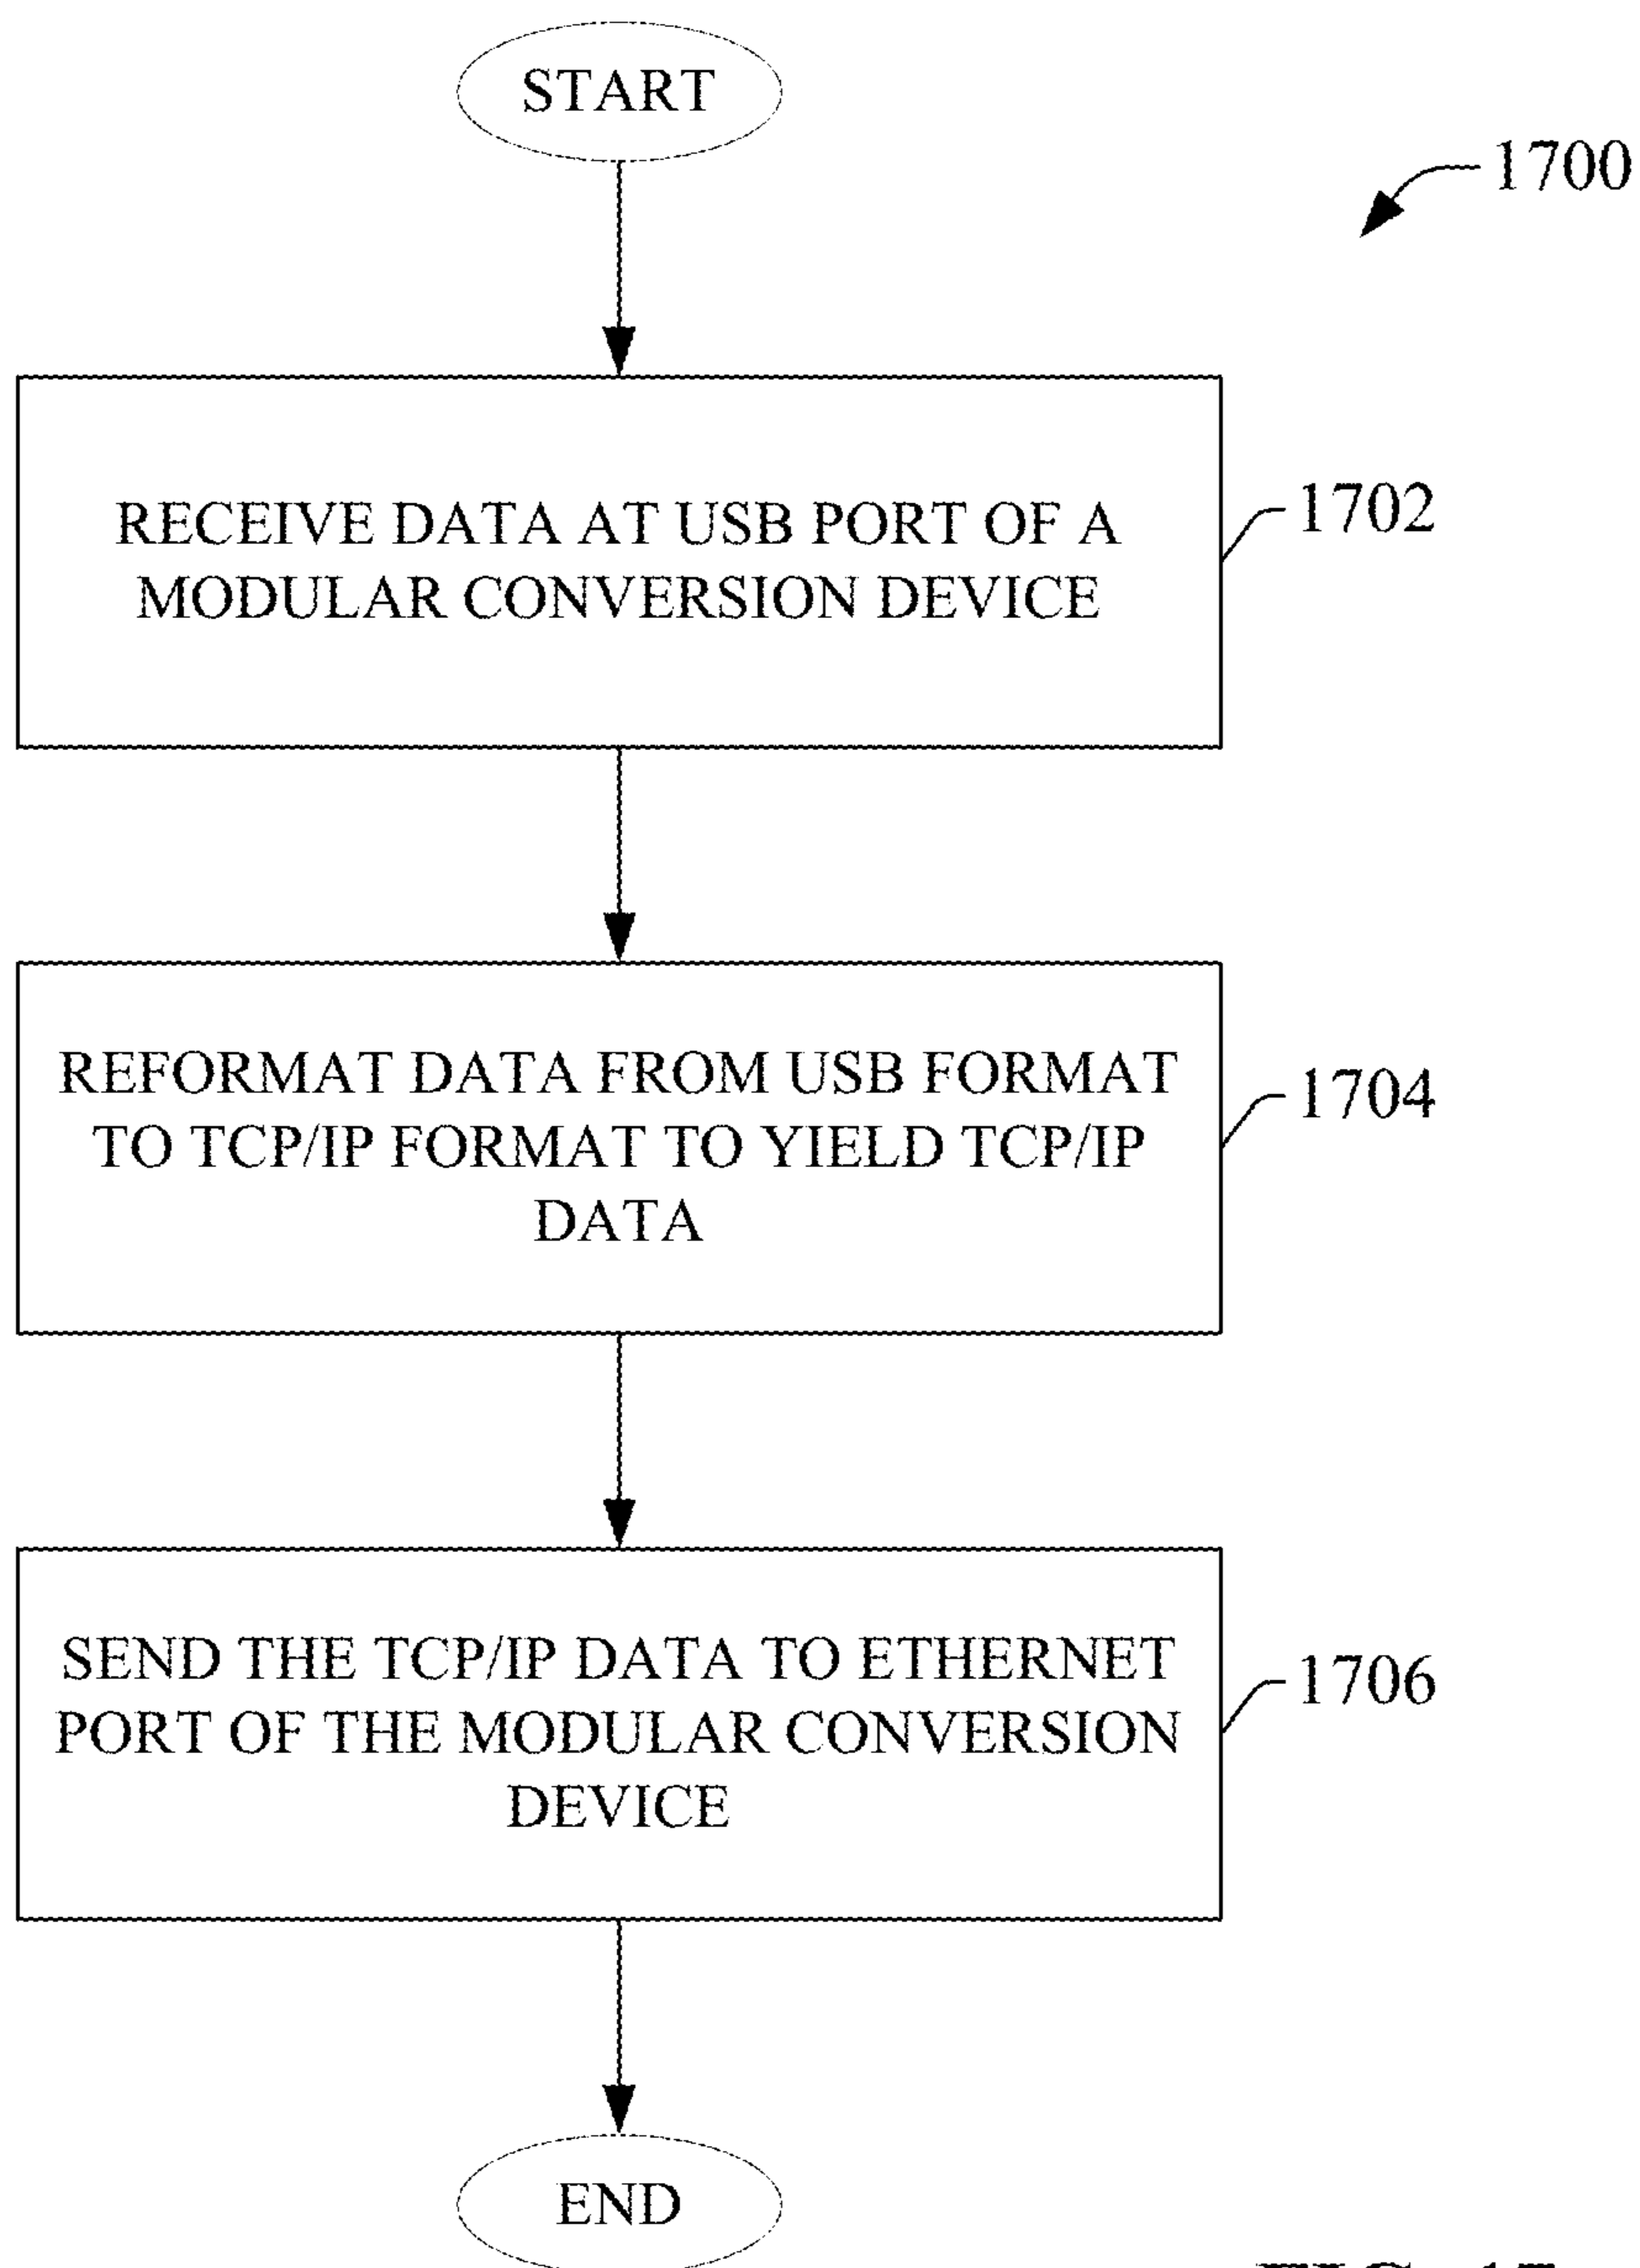 START
1700
RECEIVE DATA AT USB PORT OF A
MODULAR CONVERSION DEVICE
1702
REFORMAT DATA FROM USB FORMAT
TO TCP/IP FORMAT TO YIELD TCP/IP
DATA
1704
SEND THE TCP/IP DATA TO ETHERNET
PORT OF THE MODULAR CONVERSION
DEVICE
1706
END